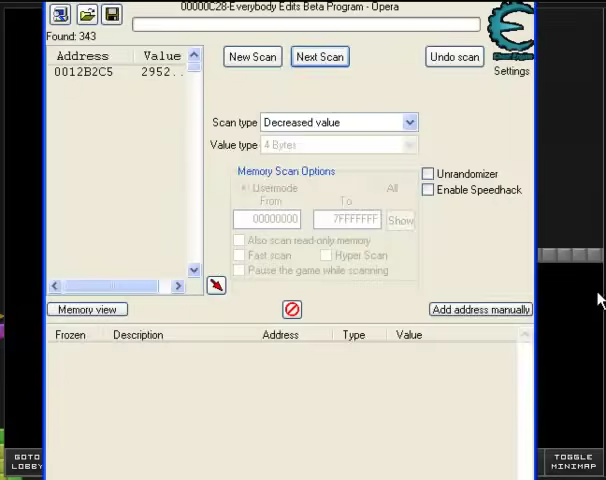 00000C28-Everybody Edits Beta Program - Opera
Found: 343
Address Value
0012B2C5 2952..
New Scan Next Scan Undo scan
Settings
Scan type Decreased value
Value type 4 Bytes
Memory Scan Options
Unrandomizer
Usermode All
Enable Speedhack
From To
00000000 7FFFFFFF Show
Also scan read-only memory
Fast scan Hyper Scan
Pause the game while scanning
Memory view Add address manually
Frozen Description Address Type Value
GOTO
LOBBY
TOGGLE
MINIMAP